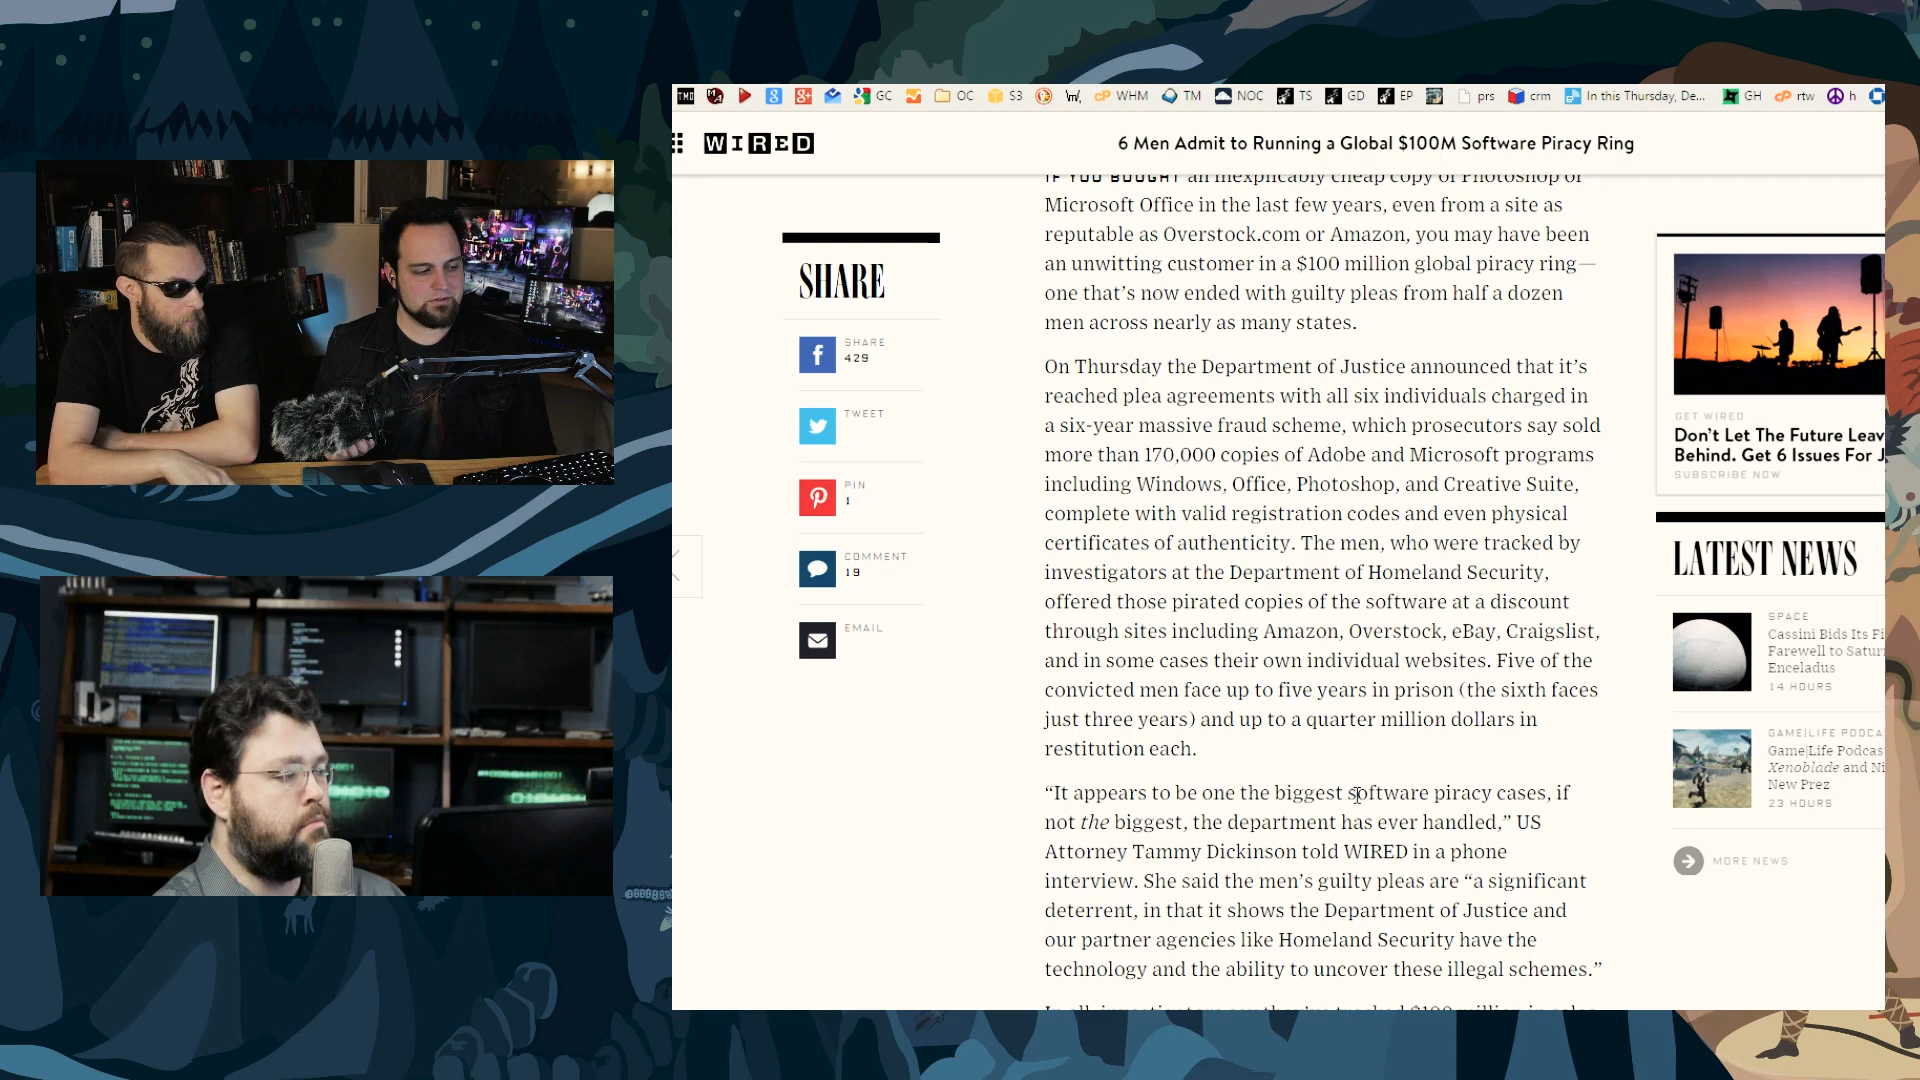 TMD
GC
OC
S3
\m/
cP WHM
TM
NOC
TS
GD
EP
prs
crm
In this Thursday, De...
GH
cP rtw
h
WIRED
6 Men Admit to Running a Global $100M Software Piracy Ring
IF YOU BOUGHT an inexplicably cheap copy of Photoshop or
Microsoft Office in the last few years, even from a site as
reputable as Overstock.com or Amazon, you may have been
an unwitting customer in a $100 million global piracy ring—
one that’s now ended with guilty pleas from half a dozen
men across nearly as many states.
On Thursday the Department of Justice announced that it’s
reached plea agreements with all six individuals charged in
a six-year massive fraud scheme, which prosecutors say sold
more than 170,000 copies of Adobe and Microsoft programs
including Windows, Office, Photoshop, and Creative Suite,
complete with valid registration codes and even physical
certificates of authenticity. The men, who were tracked by
investigators at the Department of Homeland Security,
offered those pirated copies of the software at a discount
through sites including Amazon, Overstock, eBay, Craigslist,
and in some cases their own individual websites. Five of the
convicted men face up to five years in prison (the sixth faces
just three years) and up to a quarter million dollars in
restitution each.
“It appears to be one the biggest software piracy cases, if
not the biggest, the department has ever handled,” US
Attorney Tammy Dickinson told WIRED in a phone
interview. She said the men’s guilty pleas are “a significant
deterrent, in that it shows the Department of Justice and
our partner agencies like Homeland Security have the
technology and the ability to uncover these illegal schemes.”
SHARE
SHARE
429
TWEET
PIN
1
COMMENT
19
EMAIL
GET WIRED
Don’t Let The Future Leav
Behind. Get 6 Issues For
SUBSCRIBE NOW
LATEST NEWS
SPACE
Cassini Bids Its Fi
Farewell to Satur
Enceladus
14 HOURS
GAME|LIFE PODCA
Game|Life Podcas
Xenoblade and Ni
New Prez
23 HOURS
MORE NEWS